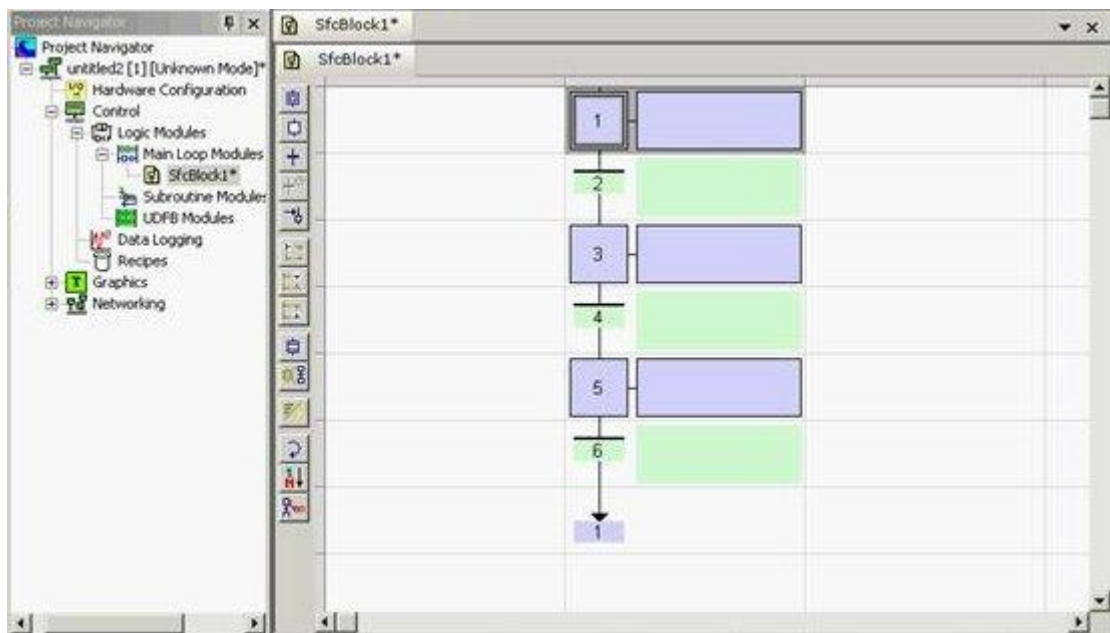 Project Navigator
SfcBlock1*
Project Navigator
untitled2 [1] [Unknown Mode]*
SfcBlock1*
Hardware Configuration
Control
Logic Modules
Main Loop Modules
SfcBlock1*
Subroutine Modules
UDFB Modules
Data Logging
Recipes
Graphics
Networking
1
2
3
4
5
6
1